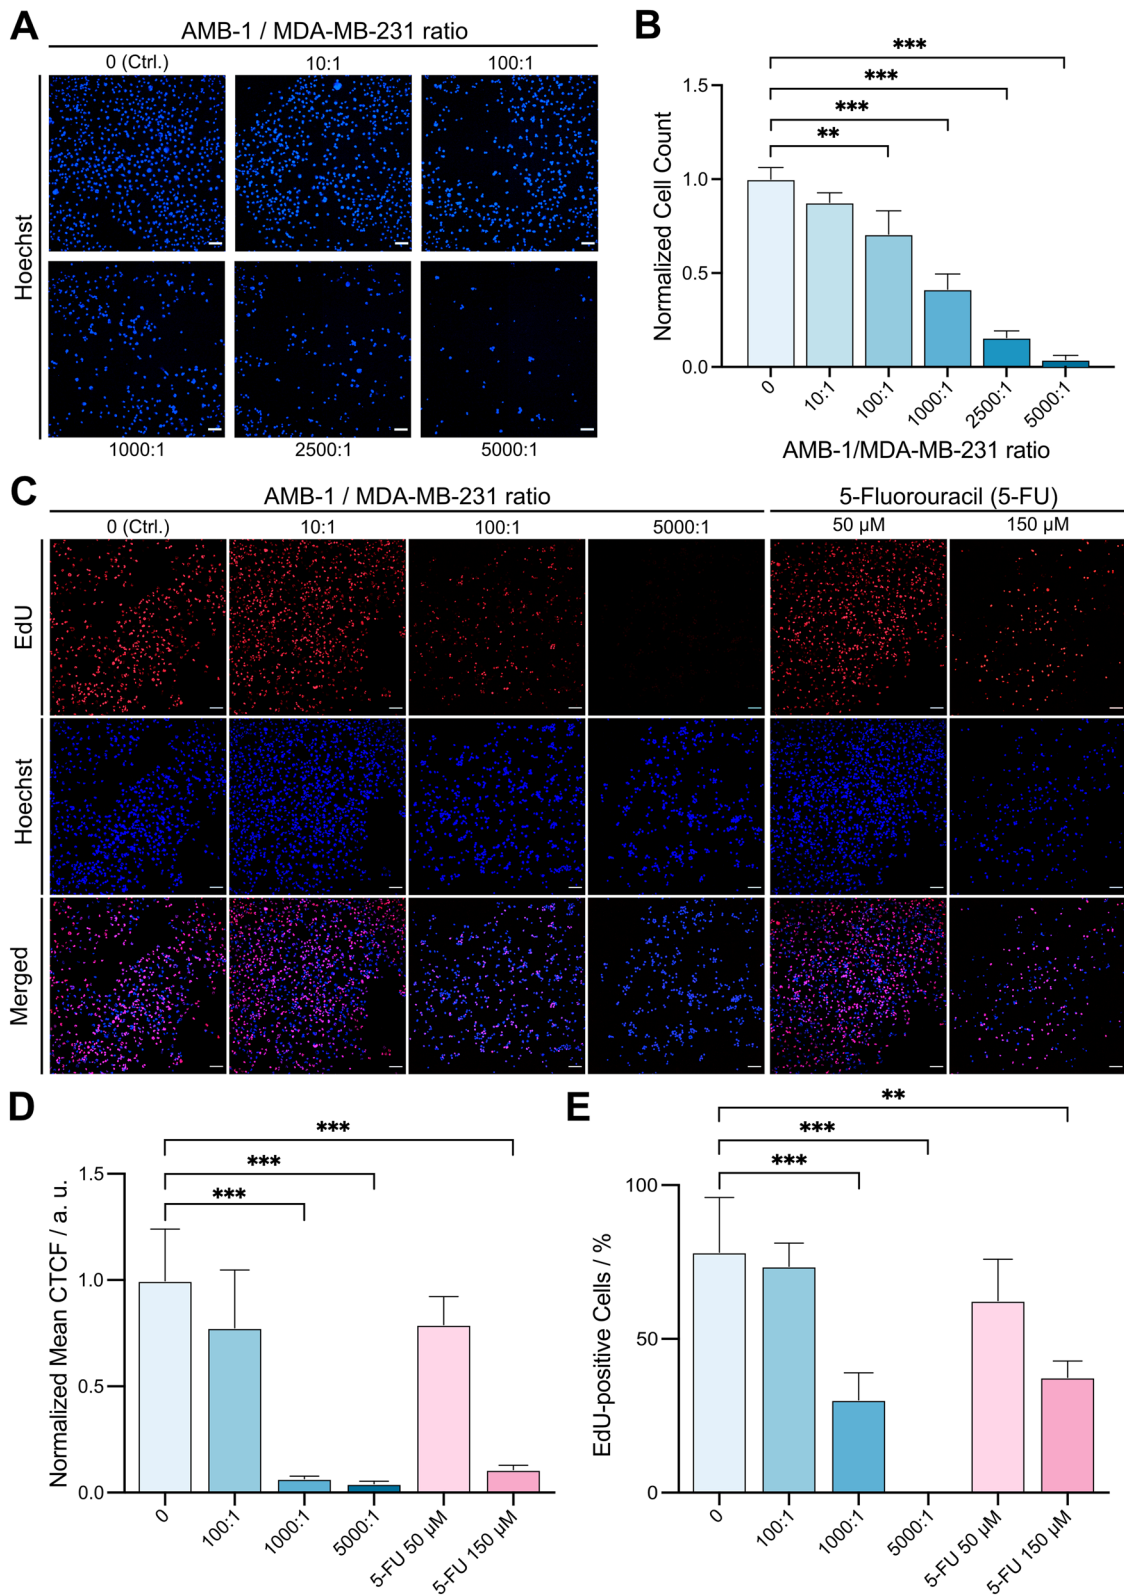 A
AMB-1 / MDA-MB-231 ratio
0 (Ctrl.) 10:1 100:1
Hoechst
1000:1 2500:1 5000:1
B
***
***
***
**
Normalized Cell Count
1.5
1.0
0.5
0.0
0 10:1 100:1 1000:1 2500:1 5000:1
AMB-1/MDA-MB-231 ratio
C
AMB-1 / MDA-MB-231 ratio 5-Fluorouracil (5-FU)
0 (Ctrl.) 10:1 100:1 5000:1 50 µM 150 µM
EdU
Hoechst
Merged
D
***
***
***
Normalized Mean CTCF / a. u.
1.5
1.0
0.5
0.0
0 100:1 1000:1 5000:1 5-FU 50 µM 5-FU 150 µM
E
**
***
***
EdU-positive Cells / %
100
50
0
0 100:1 1000:1 5000:1 5-FU 50 µM 5-FU 150 µM